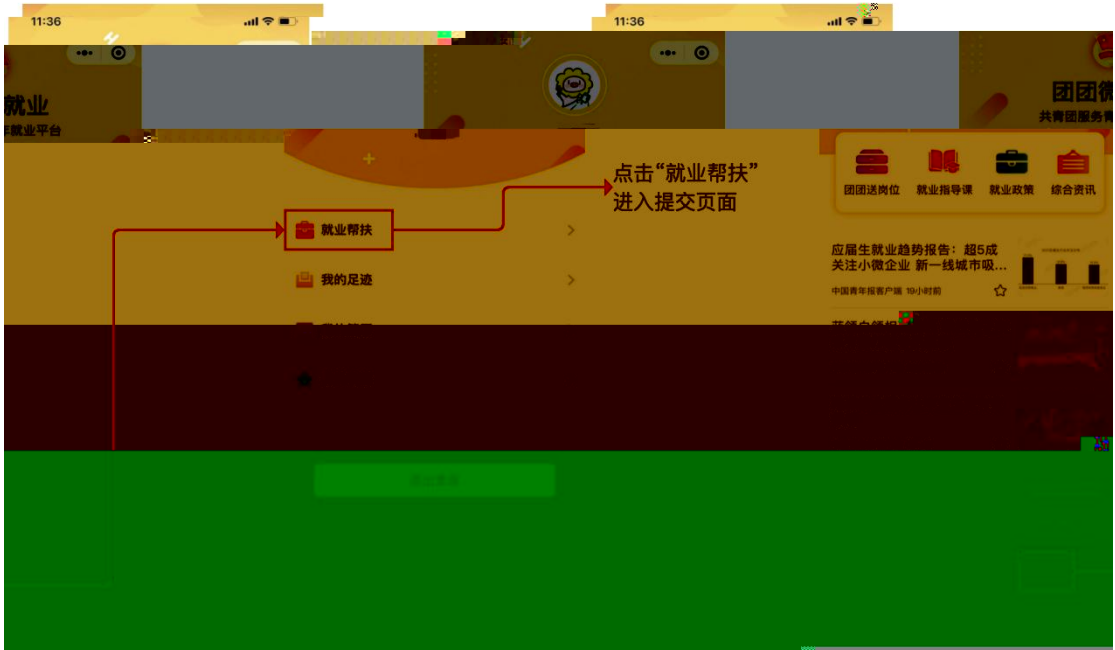 11:36
11:36
就业
年就业平台
团团微
共青团服务青
点击“就业帮扶”
进入提交页面
就业帮扶
我的足迹
团团送岗位
就业指导课
就业政策
综合资讯
应届生就业趋势报告：超5成
关注小微企业 新一线城市吸...
中国青年报客户端 19小时前